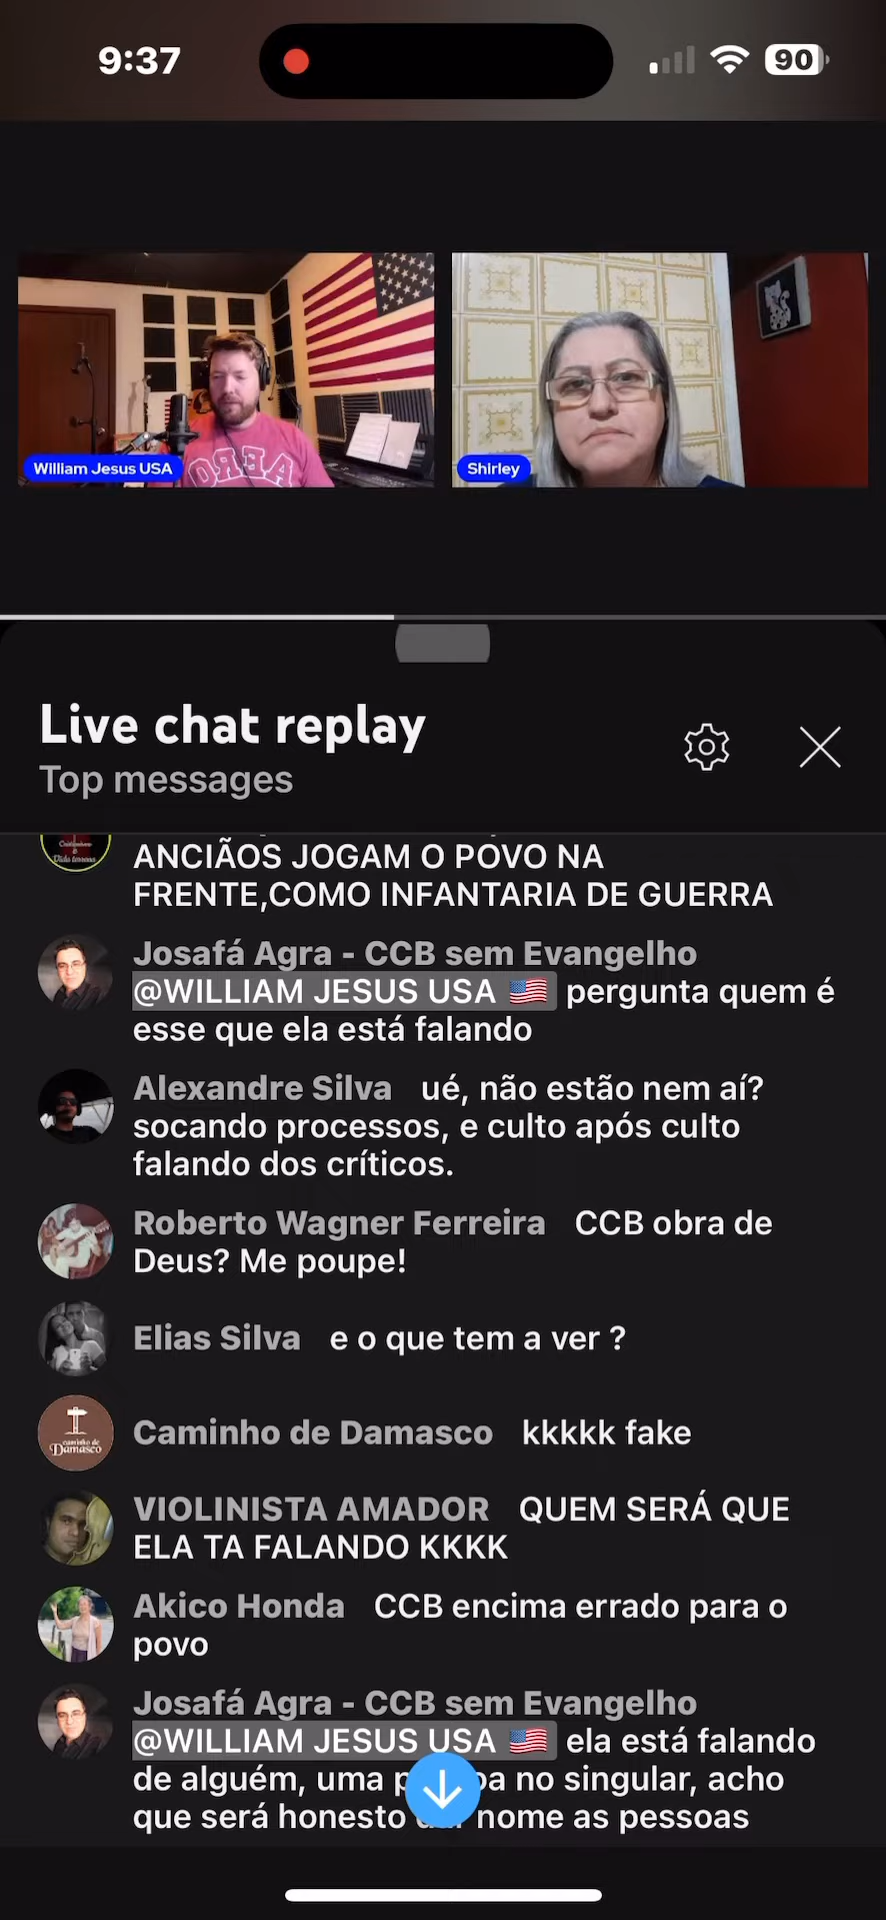 9:37
90
AERO
William Jesus USA
Shirley
Live chat replay
Top messages
ANCIÃOS JOGAM O POVO NA
FRENTE,COMO INFANTARIA DE GUERRA
Josafá Agra - CCB sem Evangelho
@WILLIAM JESUS USA 🇺🇸 pergunta quem é
esse que ela está falando
Alexandre Silva ué, não estão nem aí?
socando processos, e culto após culto
falando dos críticos.
Roberto Wagner Ferreira CCB obra de
Deus? Me poupe!
Elias Silva e o que tem a ver ?
caminho de
Damasco
Caminho de Damasco kkkkk fake
VIOLINISTA AMADOR QUEM SERÁ QUE
ELA TA FALANDO KKKK
Akico Honda CCB encima errado para o
povo
Josafá Agra - CCB sem Evangelho
@WILLIAM JESUS USA 🇺🇸 ela está falando
de alguém, uma no singular, acho
que será honesto nome as pessoas